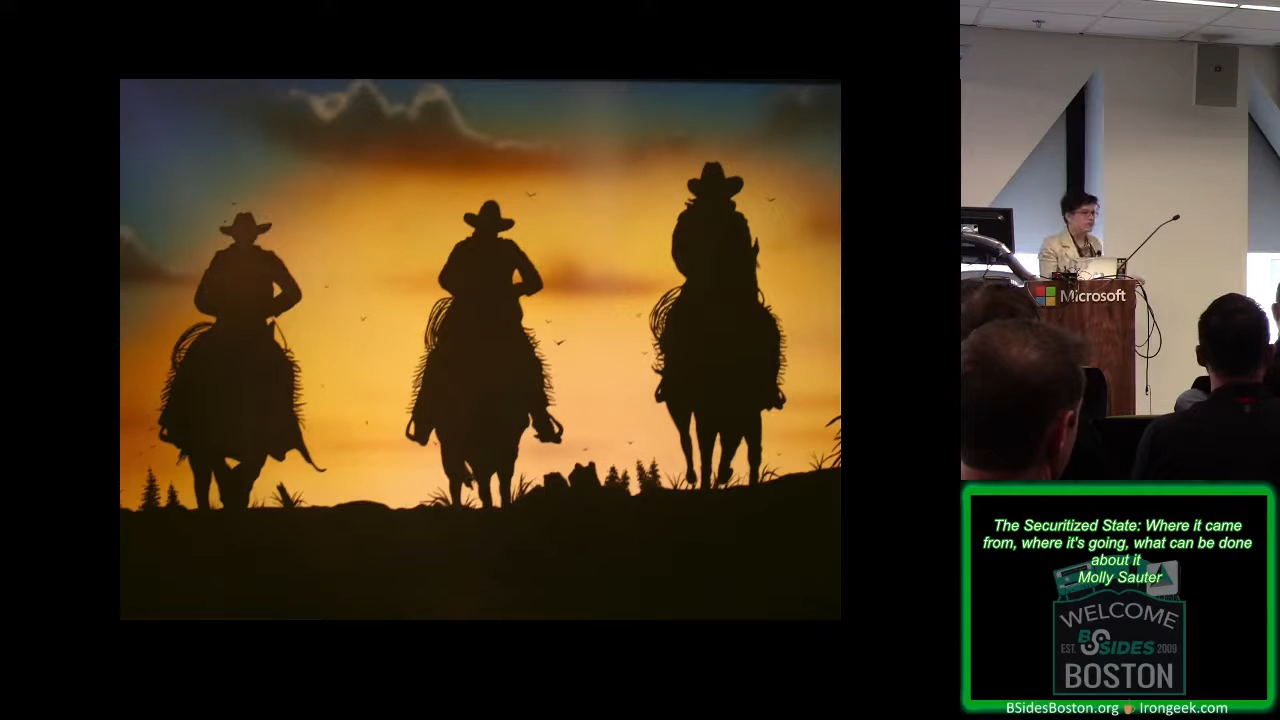 Microsoft
The Securitized State: Where it came
from, where it's going, what can be done
about it
Molly Sauter
WELCOME
EST. BSIDES 2009
BOSTON
BSidesBoston.org Irongeek.com